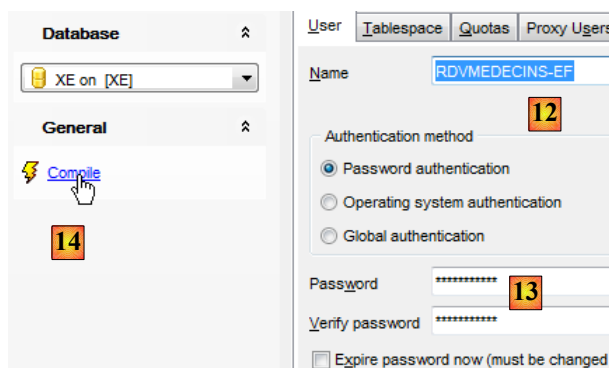 Database
XE on [XE]
General
Compile
14
User Tablespace Quotas Proxy Users
Name RDVMEDECINS-EF
12
Authentication method
Password authentication
Operating system authentication
Global authentication
Password ***********
13
Verify password ***********
Expire password now (must be changed